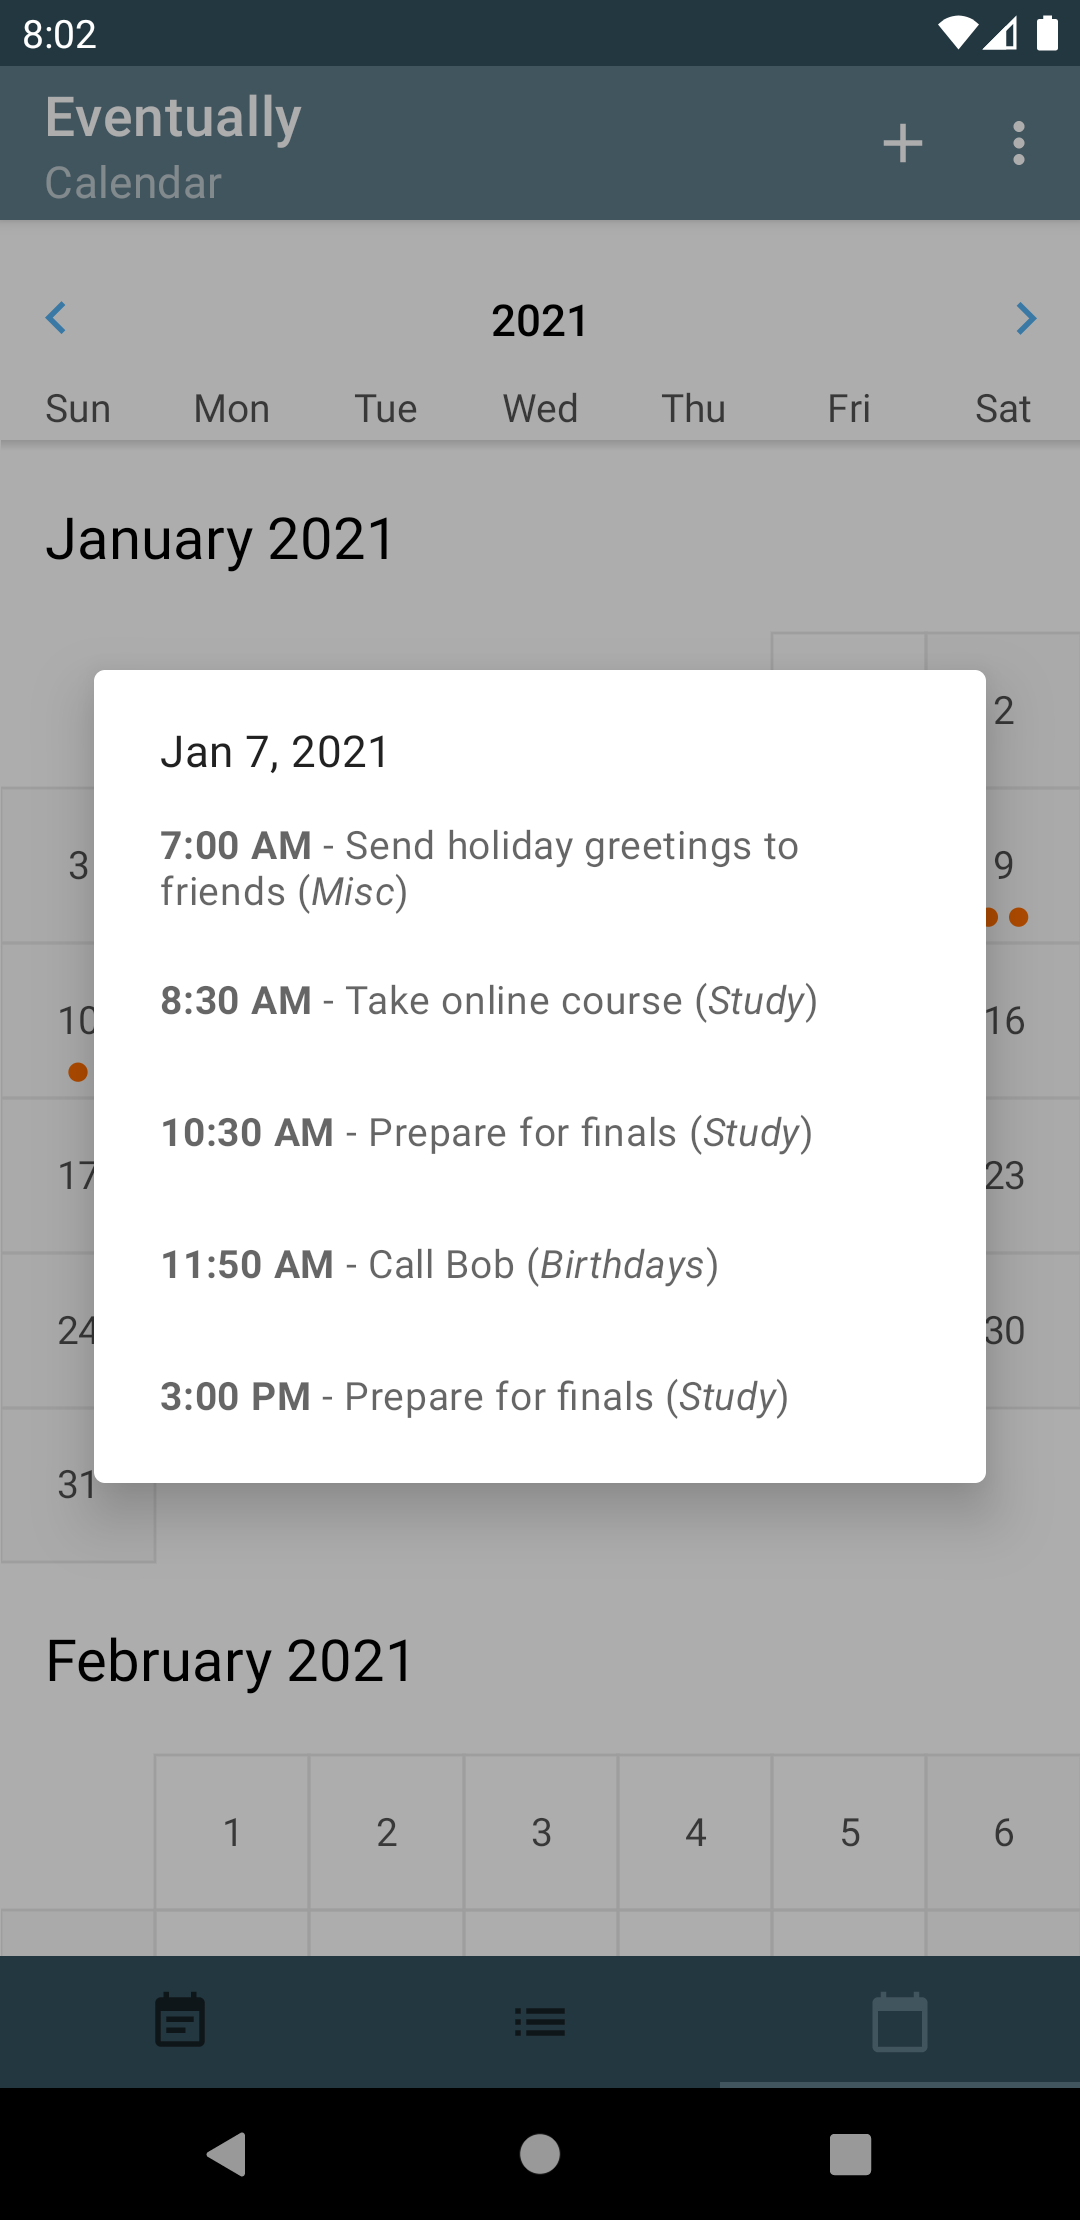 8:02
Eventually
Calendar
2021
Sun Mon Tue Wed Thu Fri Sat
January 2021
2
Jan 7, 2021
7:00 AM - Send holiday greetings to
friends (Misc)
3
9
8:30 AM - Take online course (Study)
10
16
10:30 AM - Prepare for finals (Study)
17
23
11:50 AM - Call Bob (Birthdays)
24
30
3:00 PM - Prepare for finals (Study)
31
February 2021
1 2 3 4 5 6